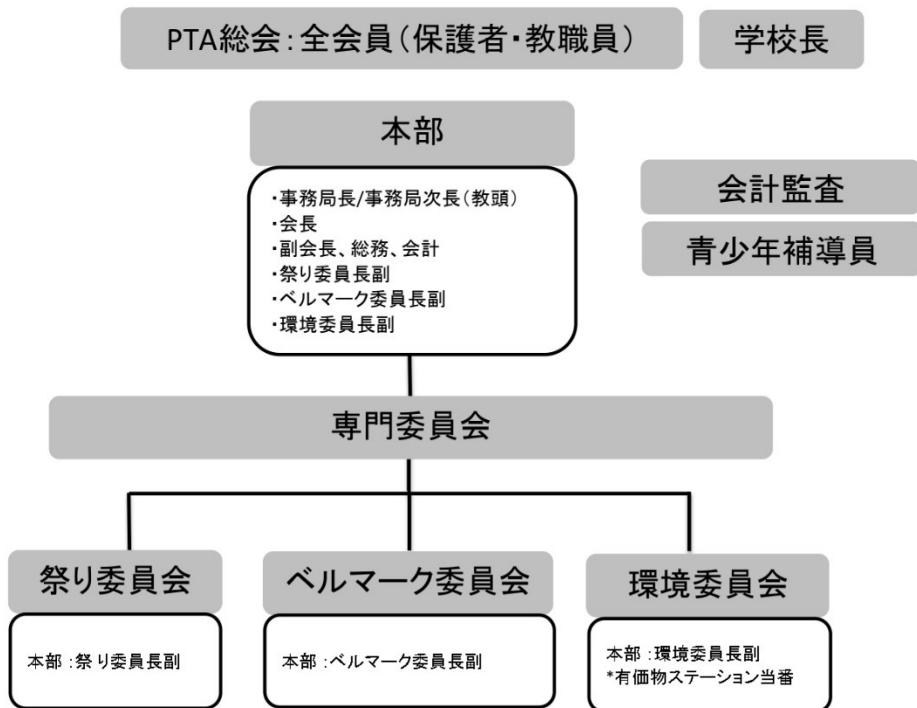 PTA総会：全会員（保護者・教職員）
学校長
本部
・事務局長/事務局次長（教頭）
・会長
・副会長、総務、会計
・祭り委員長副
・ベルマーク委員長副
・環境委員長副
会計監査
青少年補導員
専門委員会
祭り委員会
本部：祭り委員長副
ベルマーク委員会
本部：ベルマーク委員長副
環境委員会
本部：環境委員長副
*有価物ステーション当番